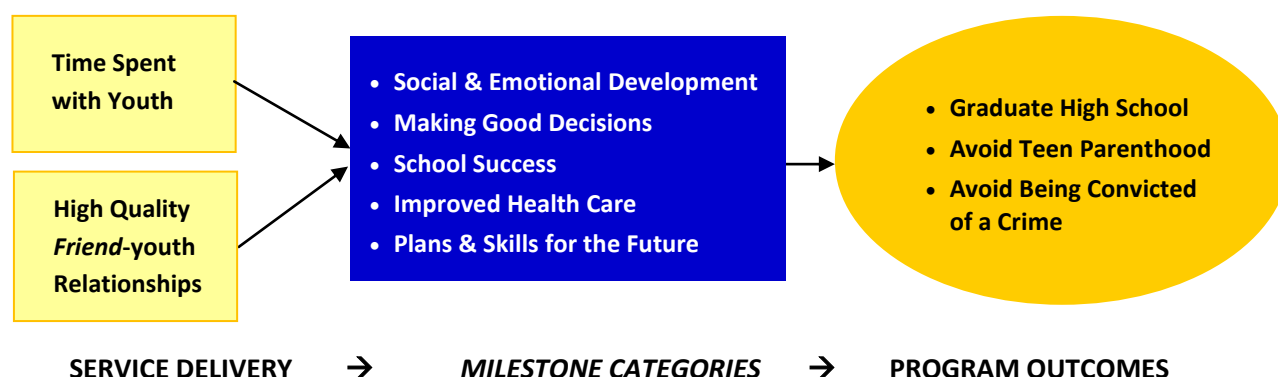 Time Spent
with Youth
High Quality
Friend-youth
Relationships
• Social & Emotional Development
• Making Good Decisions
• School Success
• Improved Health Care
• Plans & Skills for the Future
• Graduate High School
• Avoid Teen Parenthood
• Avoid Being Convicted
of a Crime
SERVICE DELIVERY → MILESTONE CATEGORIES → PROGRAM OUTCOMES